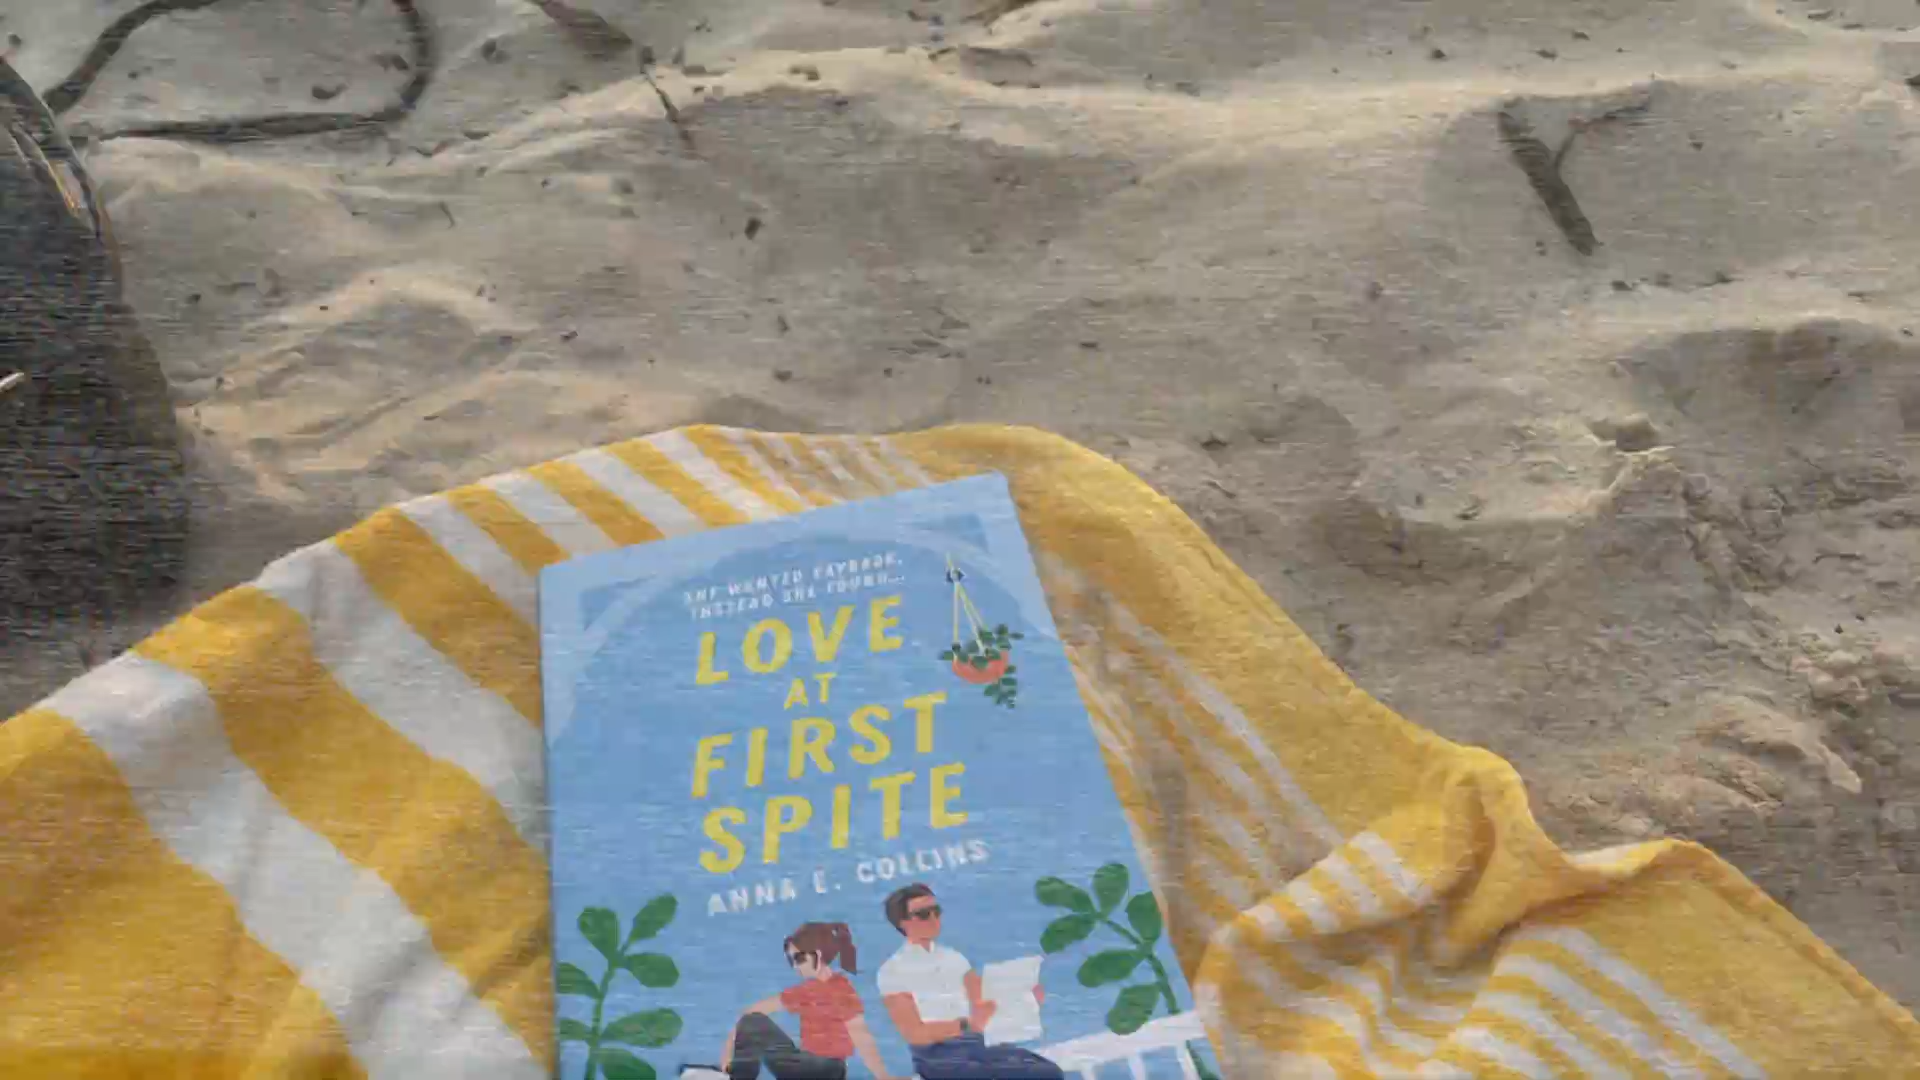 SHE WANTED PAYBACK.
INSTEAD SHE FOUND...
LOVE
AT
FIRST
SPITE
ANNA E. COLLINS